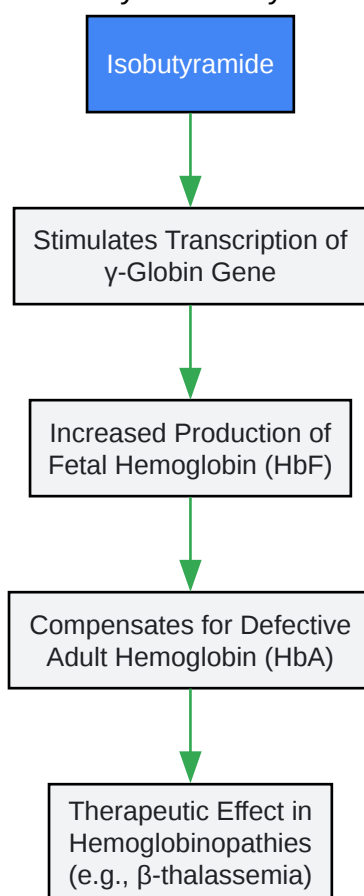 Isobutyramide
Stimulates Transcription of
γ-Globin Gene
Increased Production of
Fetal Hemoglobin (HbF)
Compensates for Defective
Adult Hemoglobin (HbA)
Therapeutic Effect in
Hemoglobinopathies
(e.g., β-thalassemia)